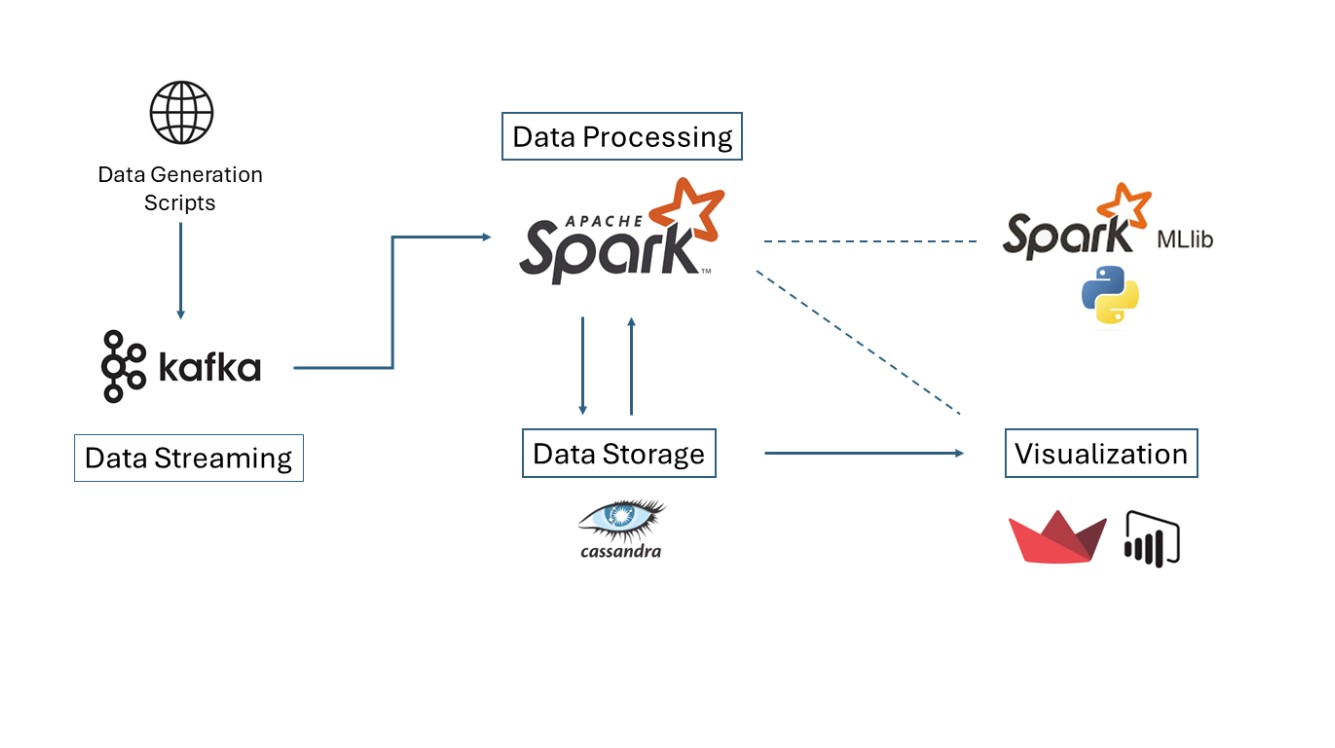 Data Generation
Scripts
kafka
Data Streaming
Data Processing
APACHE
Spark™
Spark MLlib
Data Storage
cassandra
Visualization